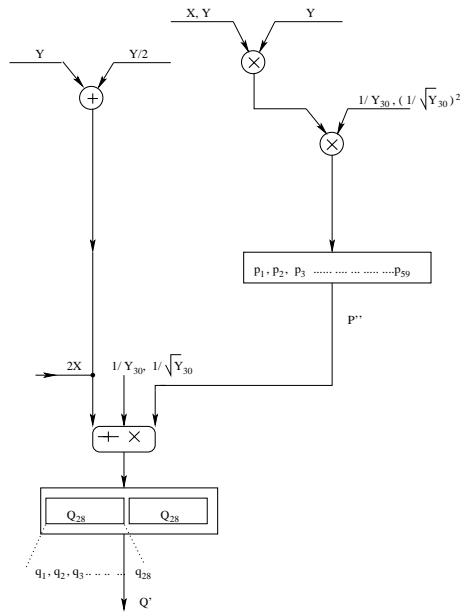 X, Y Y
Y Y/2
×
+
1/ Y30 , ( 1/ √Y30 )²
×
p1 , p2 , p3 ...... .... ... ..... .... p59
P''
2X 1/ Y30, 1/ √Y30
+ ×
Q28 Q28
q1 , q2 , q3 ... .. .. ... q28
Q'